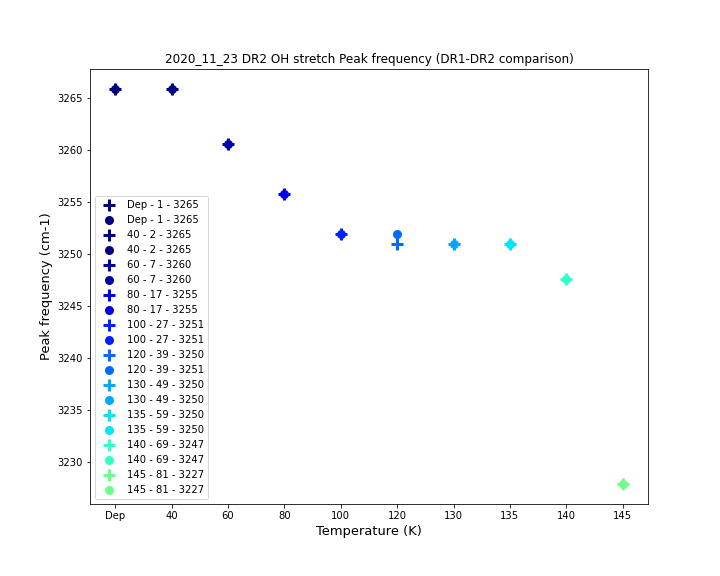 2020_11_23 DR2 OH stretch Peak frequency (DR1-DR2 comparison)
Peak frequency (cm-1)
3265
3260
3255
3250
3245
3240
3235
3230
Dep - 1 - 3265
Dep - 1 - 3265
40 - 2 - 3265
40 - 2 - 3265
60 - 7 - 3260
60 - 7 - 3260
80 - 17 - 3255
80 - 17 - 3255
100 - 27 - 3251
100 - 27 - 3251
120 - 39 - 3250
120 - 39 - 3251
130 - 49 - 3250
130 - 49 - 3250
135 - 59 - 3250
135 - 59 - 3250
140 - 69 - 3247
140 - 69 - 3247
145 - 81 - 3227
145 - 81 - 3227
Dep 40 60 80 100 120 130 135 140 145
Temperature (K)